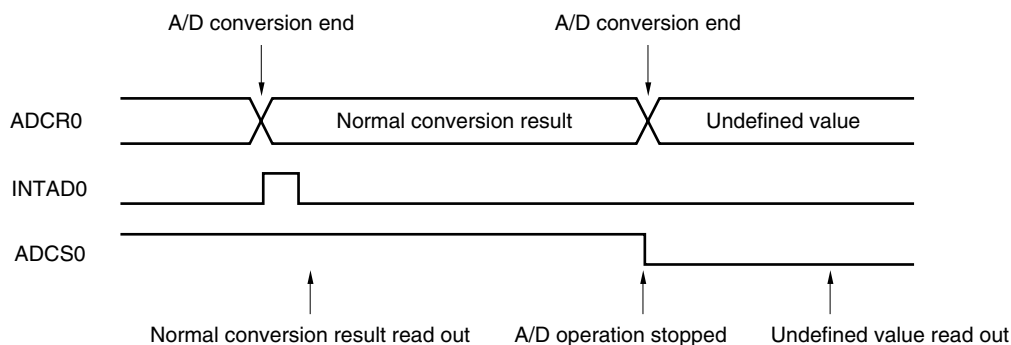 A/D conversion end A/D conversion end
ADCR0 Normal conversion result Undefined value
INTAD0
ADCS0
Normal conversion result read out A/D operation stopped Undefined value read out